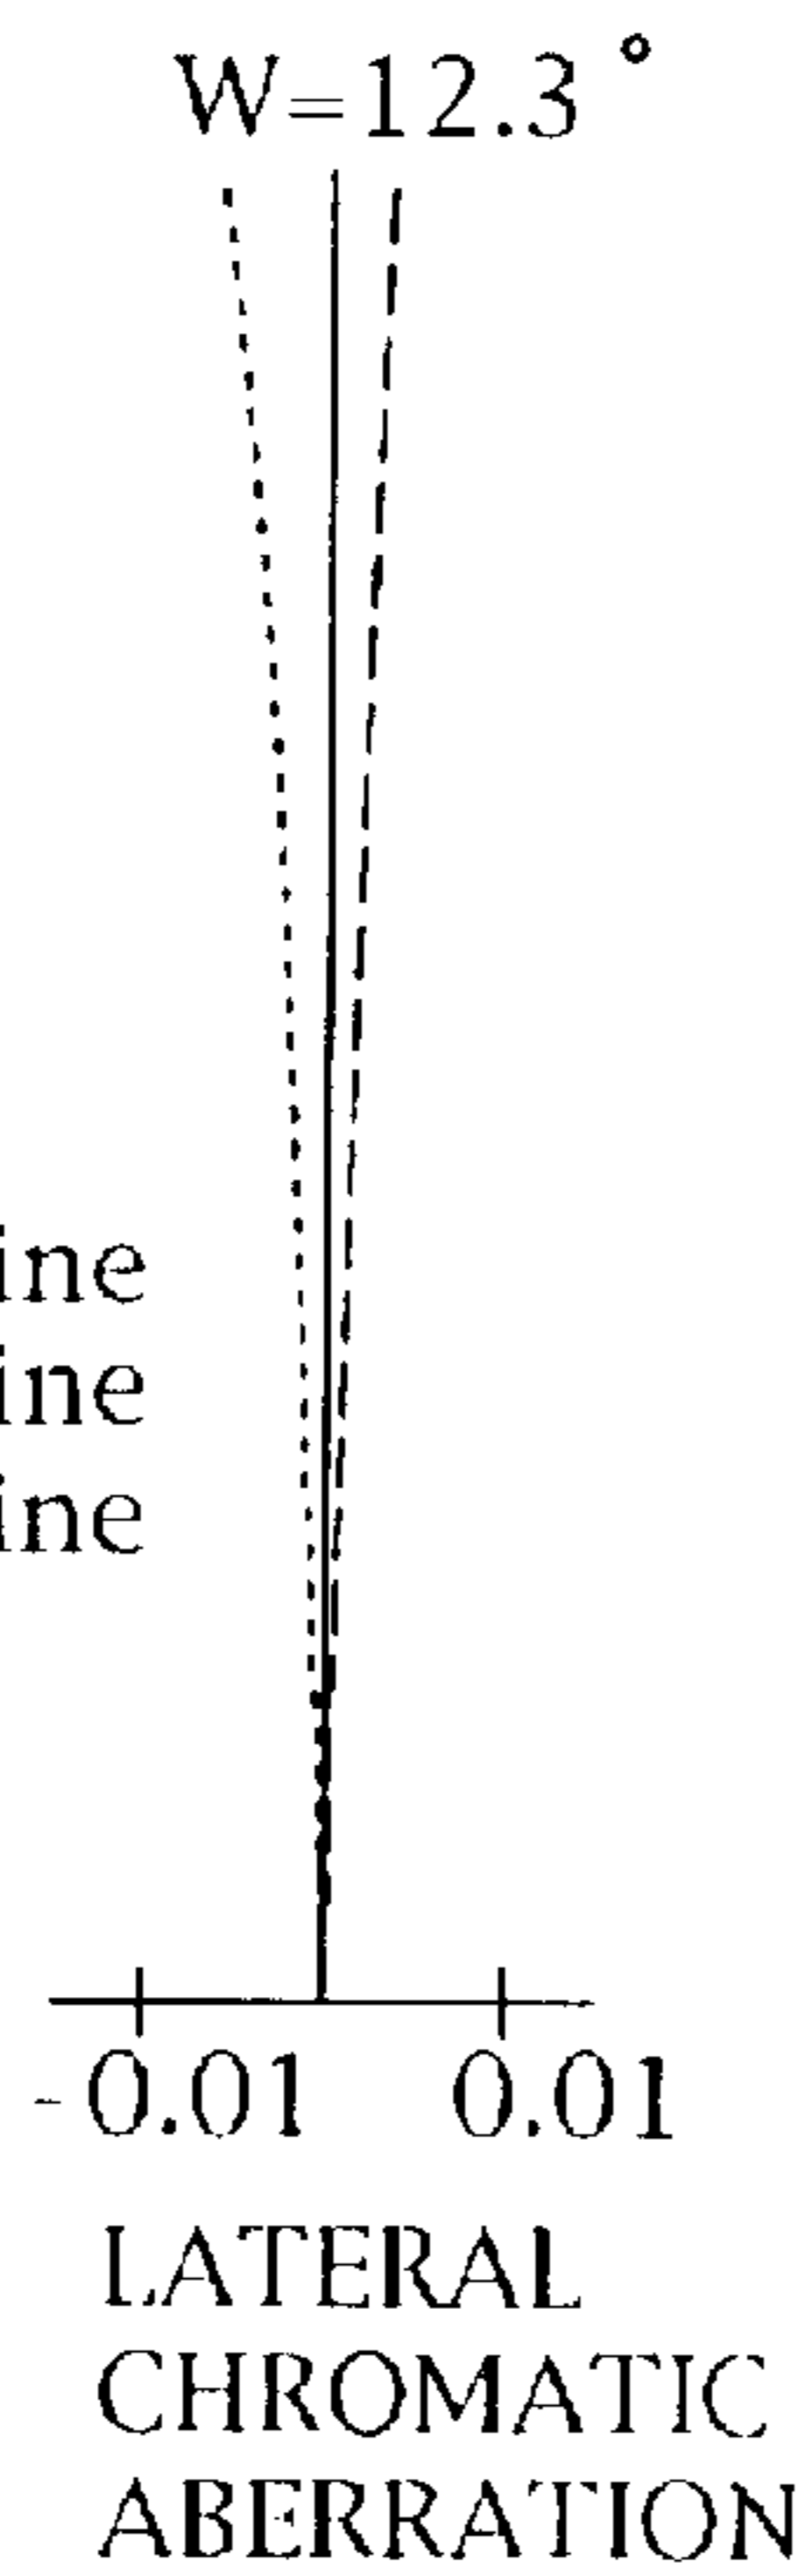 W=12.3°
ine
ine
ine
-0.01 0.01
LATERAL
CHROMATIC
ABERRATION